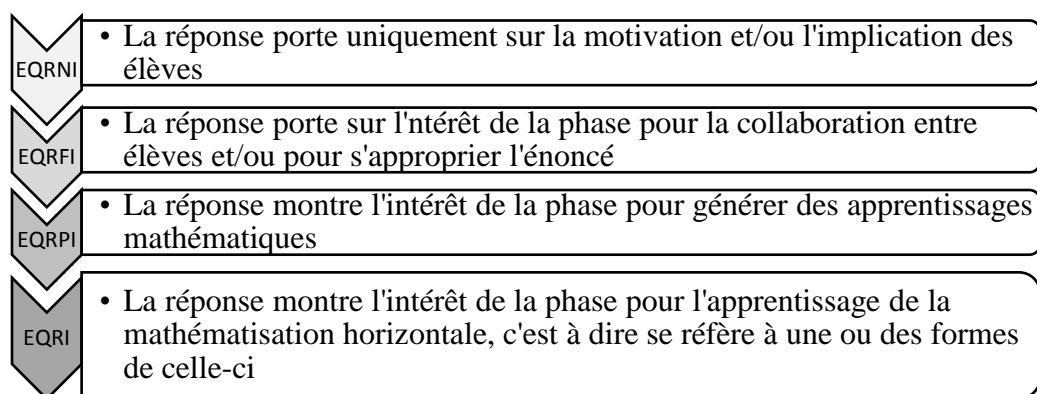 EQRNI
• La réponse porte uniquement sur la motivation et/ou l'implication des
élèves
EQRFI
• La réponse porte sur l'ntérêt de la phase pour la collaboration entre
élèves et/ou pour s'approprier l'énoncé
EQRPI
• La réponse montre l'intérêt de la phase pour générer des apprentissages
mathématiques
EQRI
• La réponse montre l'intérêt de la phase pour l'apprentissage de la
mathématisation horizontale, c'est à dire se réfère à une ou des formes
de celle-ci